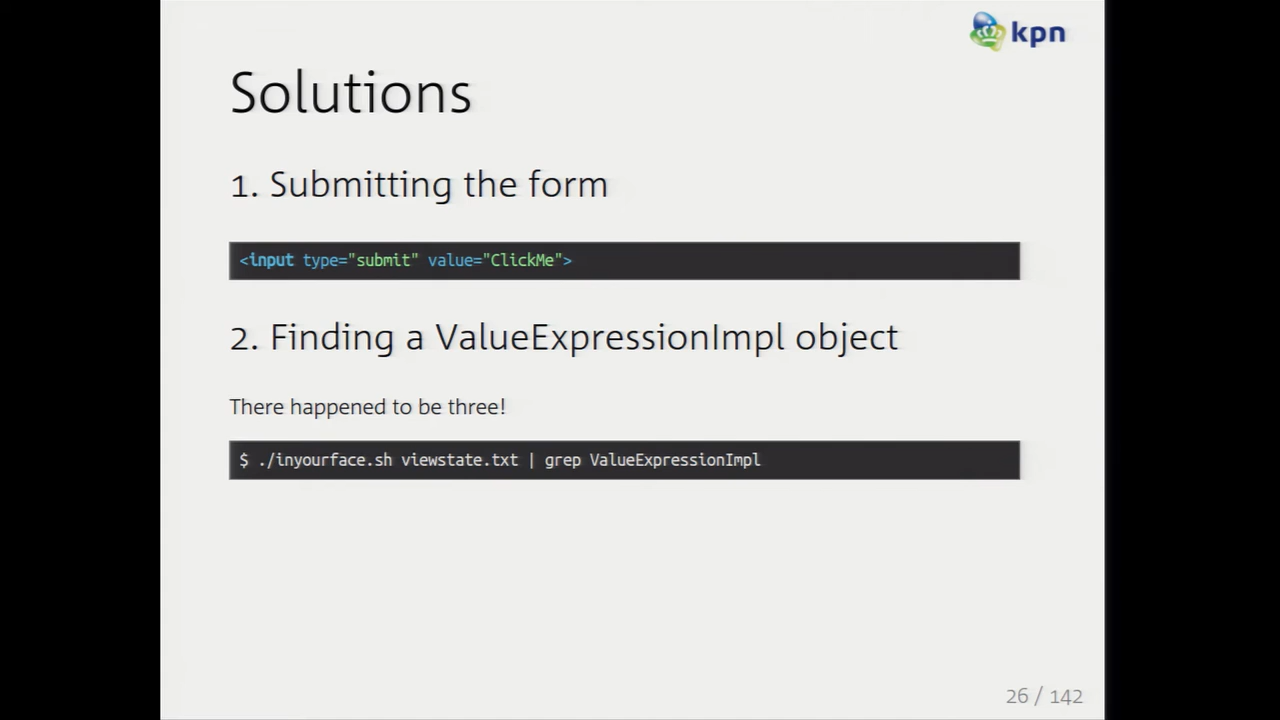 kpn
Solutions
1. Submitting the form
<input type="submit" value="ClickMe">
2. Finding a ValueExpressionImpl object
There happened to be three!
$ ./inyourface.sh viewstate.txt | grep ValueExpressionImpl
26 / 142